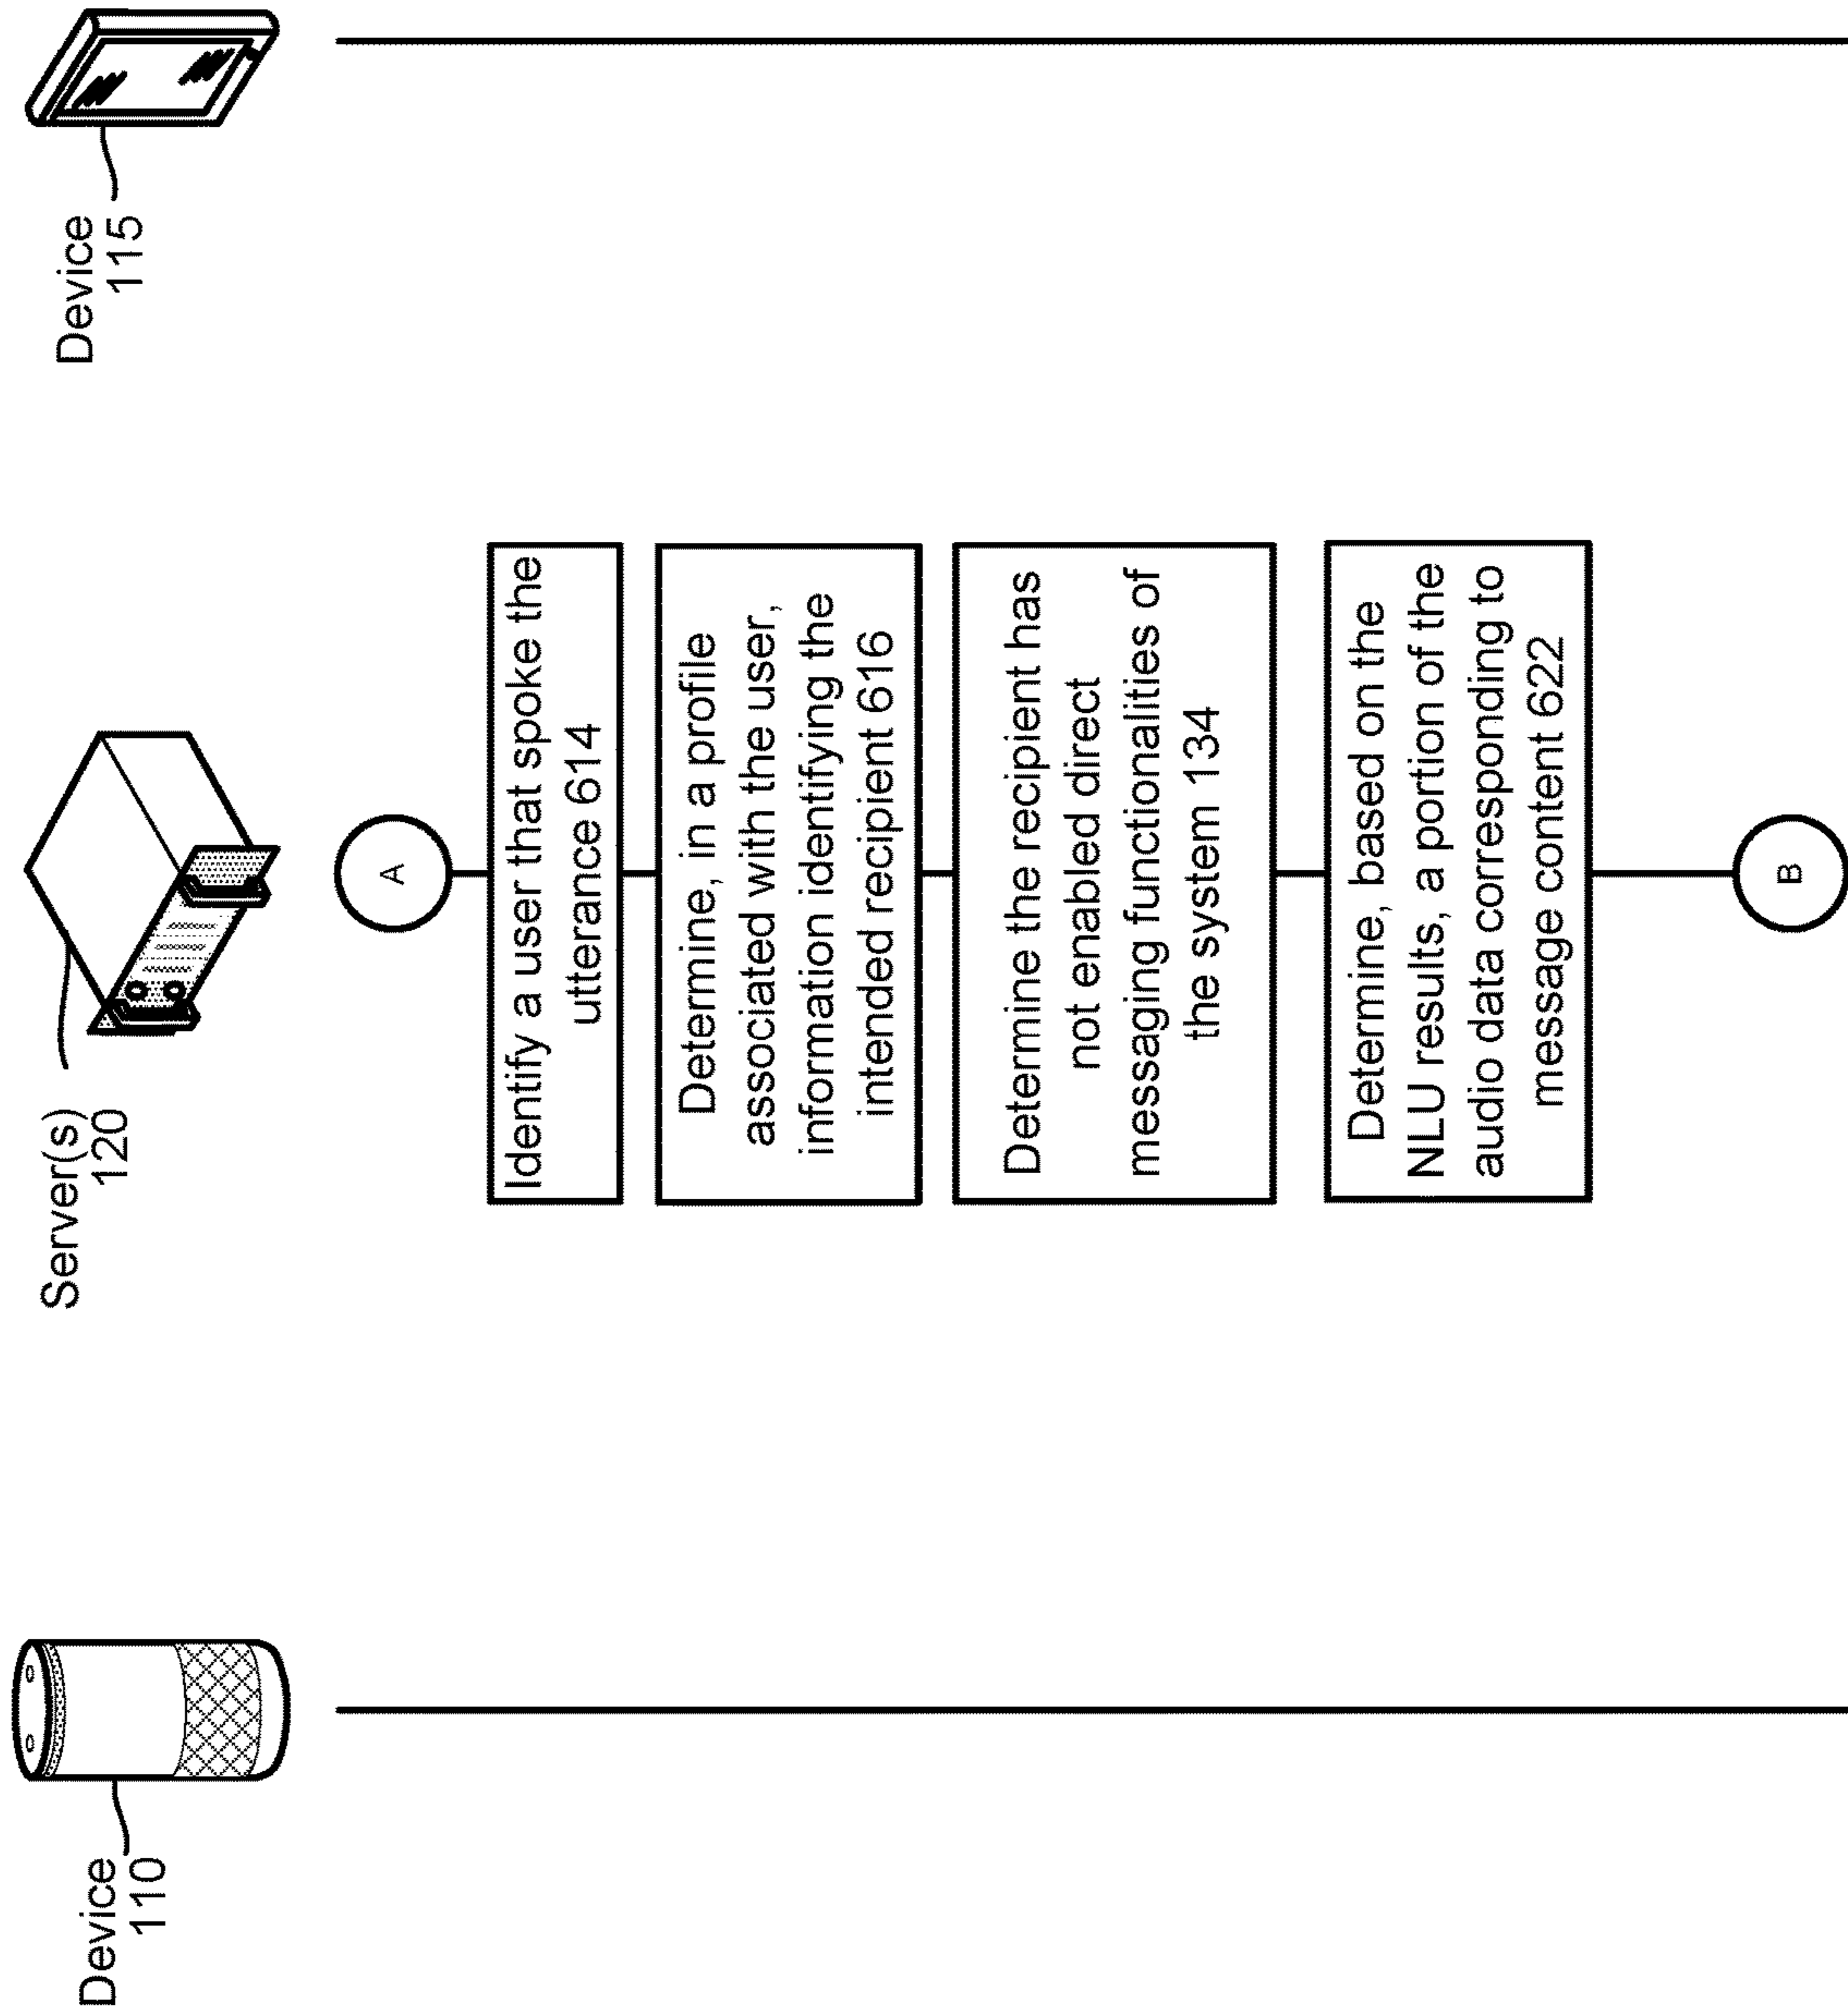 Device
110
Server(s)
120
Device
115
A
Identify a user that spoke the
utterance 614
Determine, in a profile
associated with the user,
information identifying the
intended recipient 616
Determine the recipient has
not enabled direct
messaging functionalities of
the system 134
Determine, based on the
NLU results, a portion of the
audio data corresponding to
message content 622
B